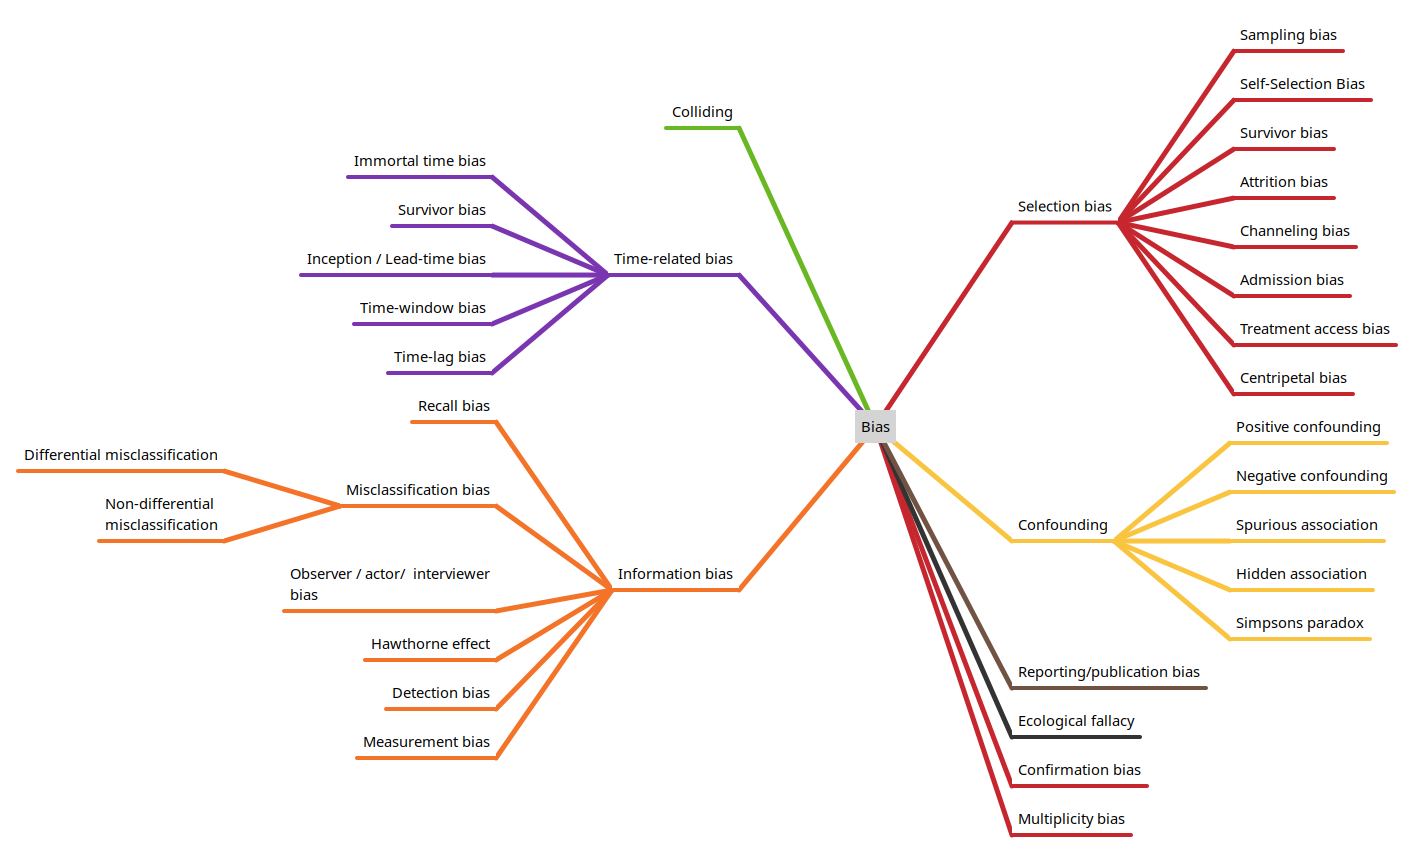 Bias
Colliding
Time-related bias
Immortal time bias
Survivor bias
Inception / Lead-time bias
Time-window bias
Time-lag bias
Information bias
Recall bias
Misclassification bias
Differential misclassification
Non-differential
misclassification
Observer / actor/  interviewer
bias
Hawthorne effect
Detection bias
Measurement bias
Selection bias
Sampling bias
Self-Selection Bias
Survivor bias
Attrition bias
Channeling bias
Admission bias
Treatment access bias
Centripetal bias
Confounding
Positive confounding
Negative confounding
Spurious association
Hidden association
Simpsons paradox
Reporting/publication bias
Ecological fallacy
Confirmation bias
Multiplicity bias